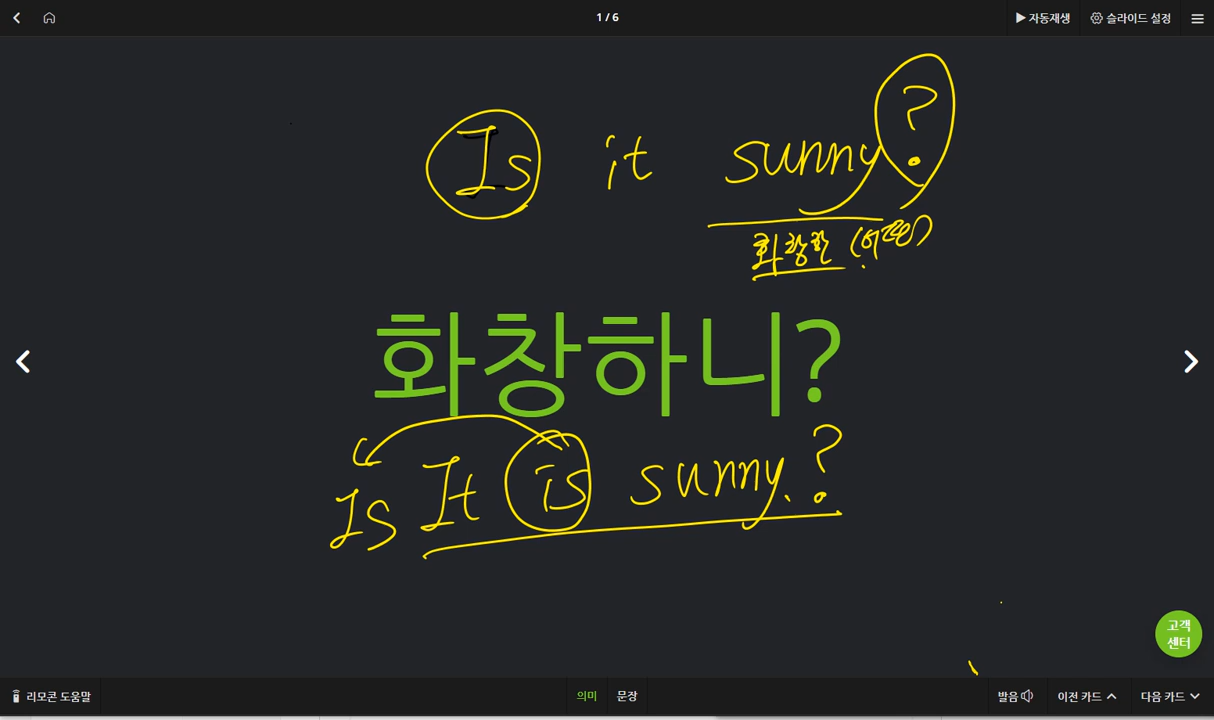 1 / 6
자동재생
슬라이드 설정
Is it sunny?
화창한
화창하니?
Is It is sunny.?
고객
센터
리모콘 도움말
의미
문장
발음
이전 카드
다음 카드